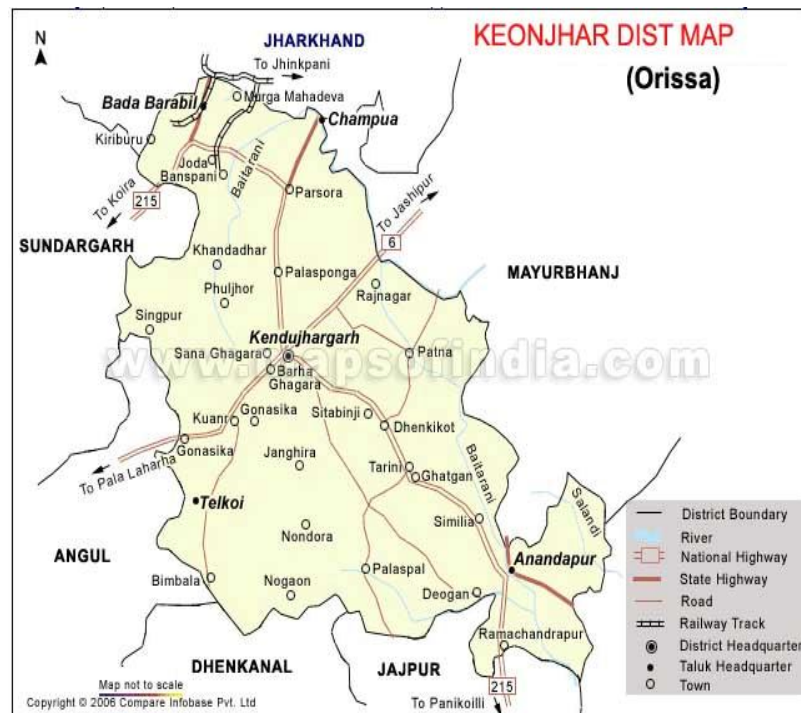 KEONJHAR DIST MAP
(Orissa)
N
JHARKHAND
To Jhinkpani
Bada Barabil
Murga Mahadeva
Champua
Kiriburu
Joda
Banspani
Baitarani
Parsora
To Koira
215
To Jashipur
6
SUNDARGARH
MAYURBHANJ
Khandadhar
Palasponga
Phuljhor
Rajnagar
Singpur
Kendujhargarh
Sana Ghagara
Patna
www.mapsofindia.com
Barha
Ghagara
Kuanr
Gonasika
Sitabinji
Dhenkikot
Gonasika
To Pala Laharha
Janghira
Tarini
Ghatgan
Baitarani
Telkoi
Salandi
Similia
Nondora
ANGUL
Anandapur
Bimbala
Palaspal
Nogaon
Deogan
Ramachandrapur
DHENKANAL
JAJPUR
215
To Panikoilli
District Boundary
River
National Highway
State Highway
Road
Railway Track
District Headquarter
Taluk Headquarter
Town
Map not to scale
Copyright © 2006 Compare Infobase Pvt. Ltd